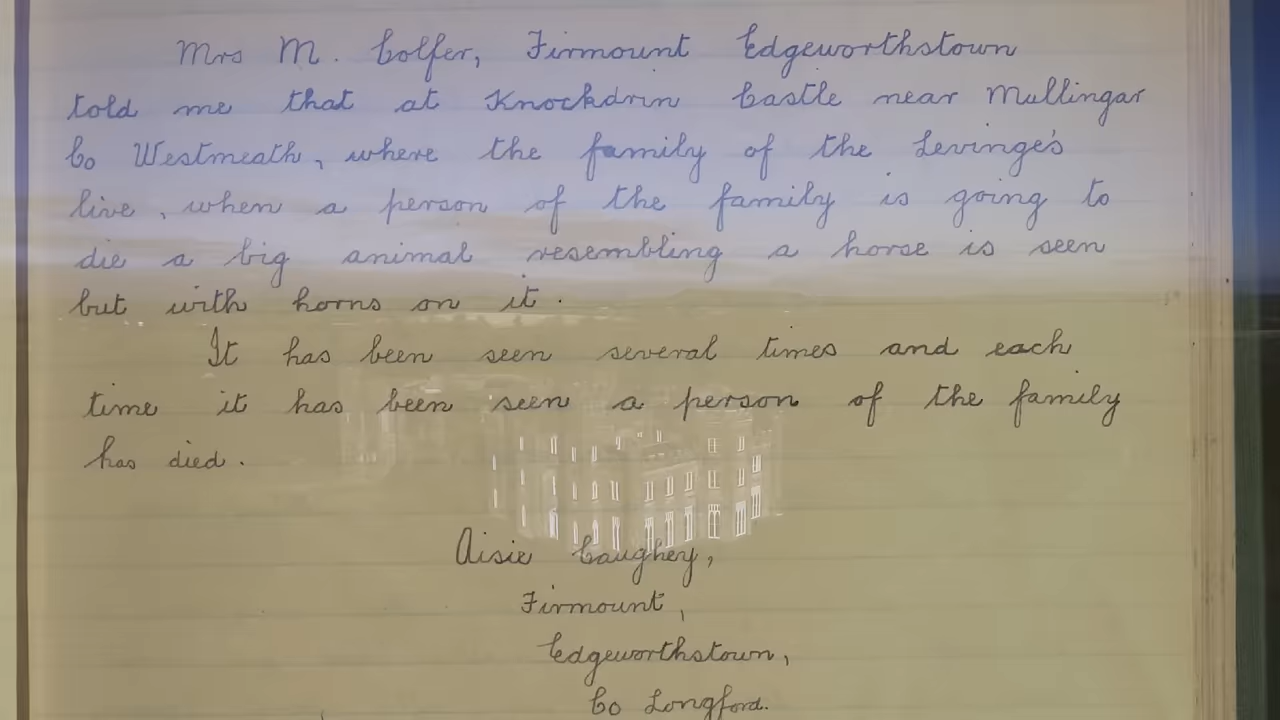 Mrs M. Colfer, Firmount Edgeworthstown
told me that at Knockdrin Castle near Mullingar
Co Westmeath, where the family of the Levinge's
live, when a person of the family is going to
die a big animal resembling a horse is seen
but with horns on it.
It has been seen several times and each
time it has been seen a person of the family
has died.
Aisie Caughey,
Firmount,
Edgeworthstown,
Co Longford.